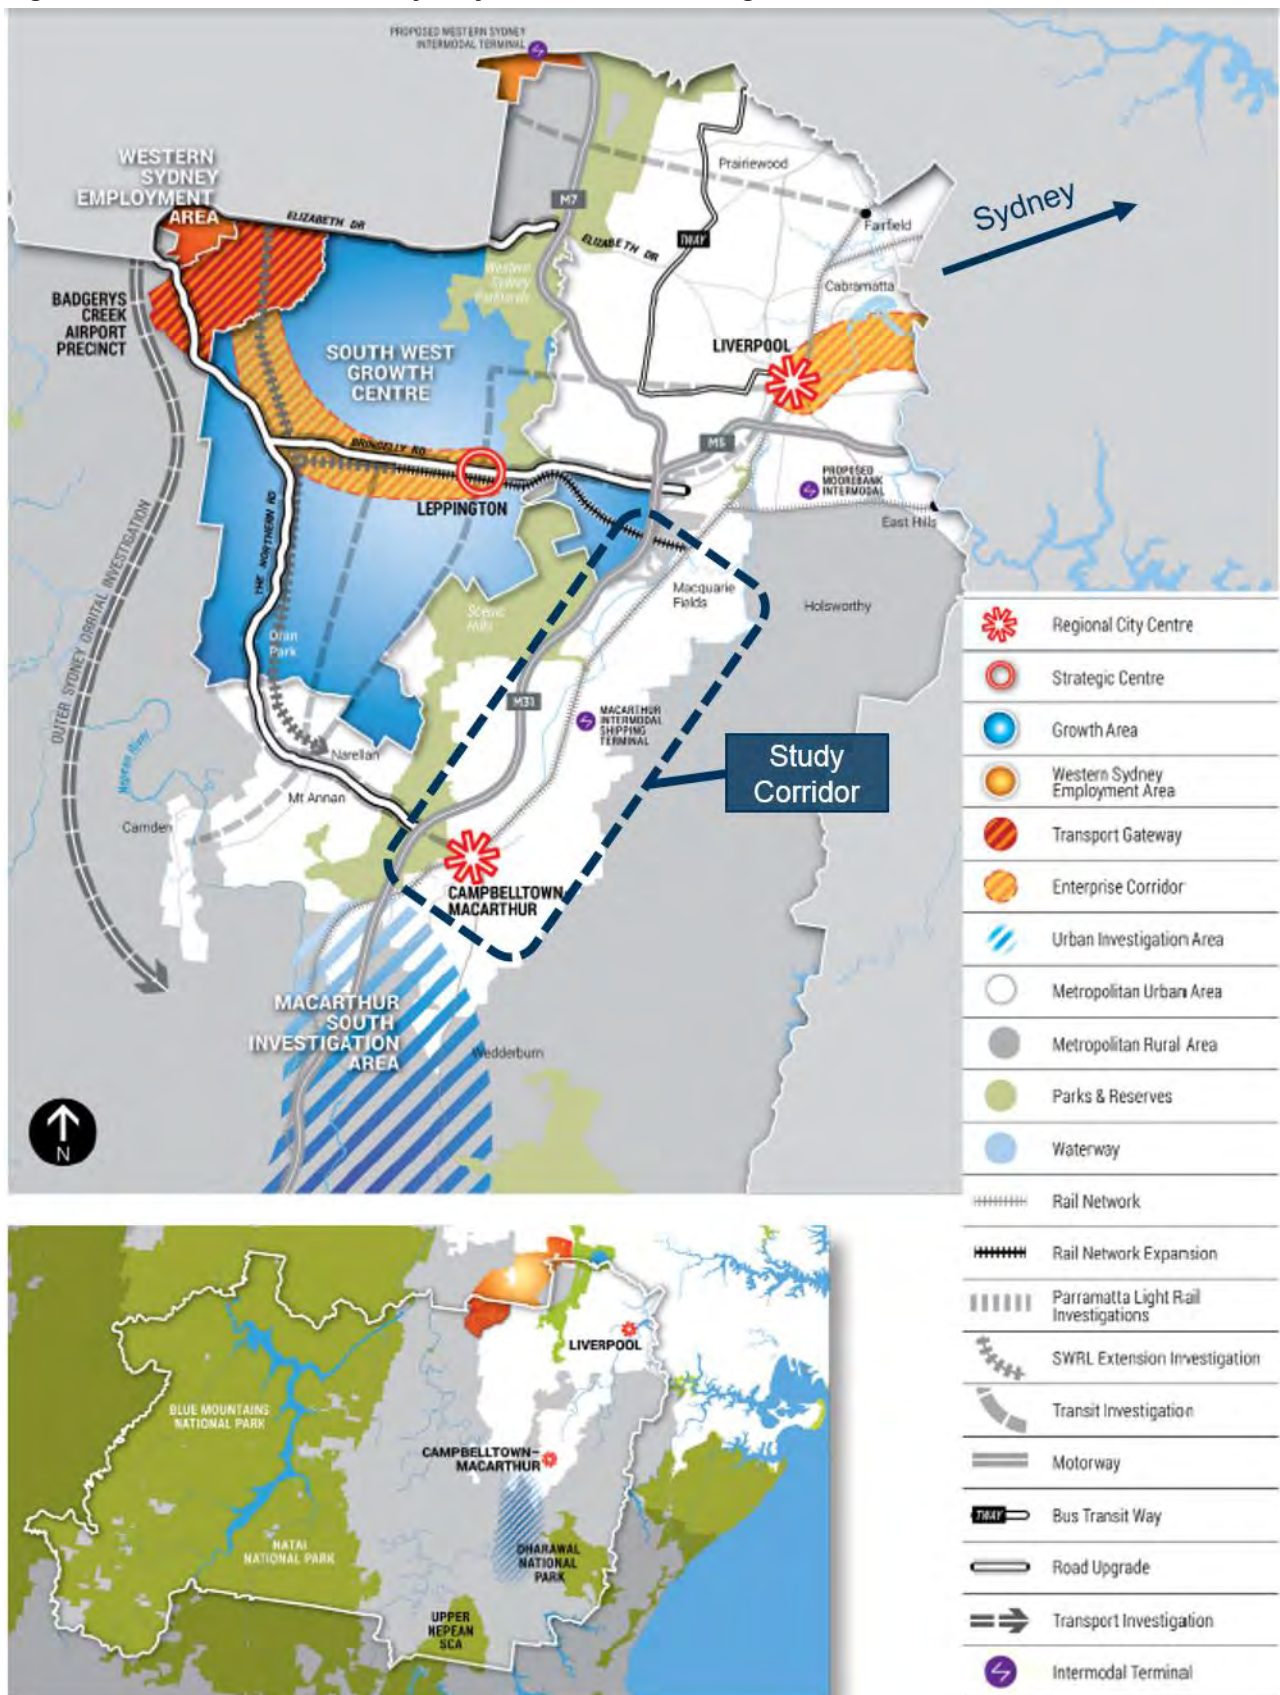 PROPOSED WESTERN SYDNEY
INTERMODAL TERMINAL
WESTERN
SYDNEY
EMPLOYMENT
AREA
ELIZABETH DR
M7
Prairiewood
Sydney
TWAY
ELIZABETH DR
Fairfield
Western
Sydney
Parklands
Cabramatta
BADGERYS
CREEK
AIRPORT
PRECINCT
SOUTH WEST
GROWTH
CENTRE
LIVERPOOL
BRINGELLY RD
M5
PROPOSED
MOOREBANK
INTERMODAL
LEPPINGTON
East Hills
THE NORTHERN RD
OUTER SYDNEY ORBITAL INVESTIGATION
Macquarie
Fields
Holsworthy
Scenic
Hills
Oran
Park
M31
MACARTHUR
INTERMODAL
SHIPPING
TERMINAL
Nepean River
Narellan
Study
Corridor
Mt Annan
Camden
CAMPBELLTOWN-
MACARTHUR
MACARTHUR
SOUTH
INVESTIGATION
AREA
Wedderburn
N
Regional City Centre
Strategic Centre
Growth Area
Western Sydney
Employment Area
Transport Gateway
Enterprise Corridor
Urban Investigation Area
Metropolitan Urban Area
Metropolitan Rural Area
Parks & Reserves
Waterway
Rail Network
Rail Network Expansion
Parramatta Light Rail
Investigations
SWRL Extension Investigation
Transit Investigation
Motorway
TWAY Bus Transit Way
Road Upgrade
Transport Investigation
Intermodal Terminal
LIVERPOOL
BLUE MOUNTAINS
NATIONAL PARK
CAMPBELLTOWN-
MACARTHUR
NATAI
NATIONAL PARK
DHARAWAL
NATIONAL
PARK
UPPER
NEPEAN
SCA